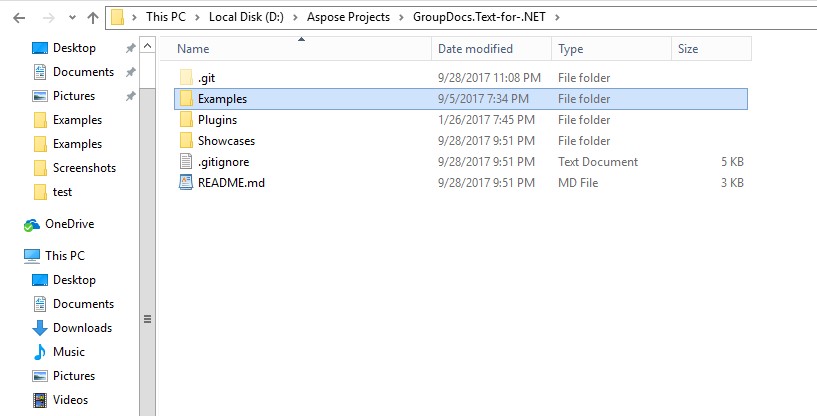 This PC > Local Disk (D:) > Aspose Projects > GroupDocs.Text-for-.NET >
Desktop
Documents
Pictures
Examples
Examples
Screenshots
test
OneDrive
This PC
Desktop
Documents
Downloads
Music
Pictures
Videos
Name Date modified Type Size
.git 9/28/2017 11:08 PM File folder
Examples 9/5/2017 7:34 PM File folder
Plugins 1/26/2017 7:45 PM File folder
Showcases 9/28/2017 9:51 PM File folder
.gitignore 9/28/2017 9:51 PM Text Document 5 KB
README.md 9/28/2017 9:51 PM MD File 3 KB